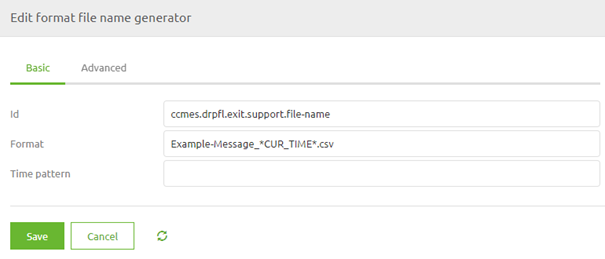 Edit format file name generator
Basic Advanced
Id ccmes.drpfl.exit.support.file-name
Format Example-Message_*CUR_TIME*.csv
Time pattern
Save Cancel